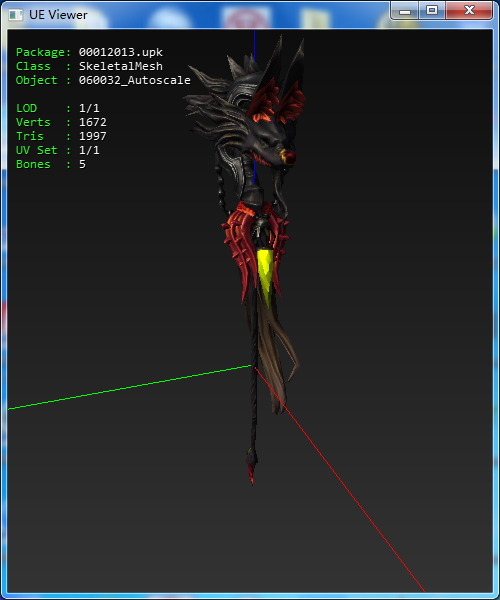 UE Viewer
Package: 00012013.upk
Class : SkeletalMesh
Object : 060032_Autoscale
LOD : 1/1
Verts : 1672
Tris : 1997
UV Set : 1/1
Bones : 5